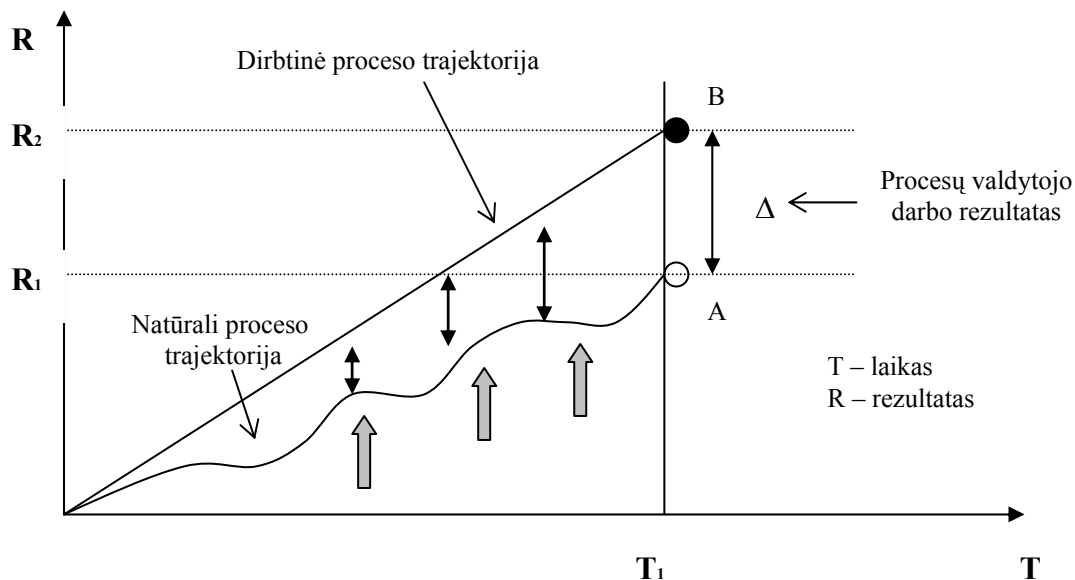 R
Dirbtinė proceso trajektorija
B
R₂
Procesų valdytojo
darbo rezultatas
Δ
R₁
A
Natūrali proceso
trajektorija
T – laikas
R – rezultatas
T₁
T